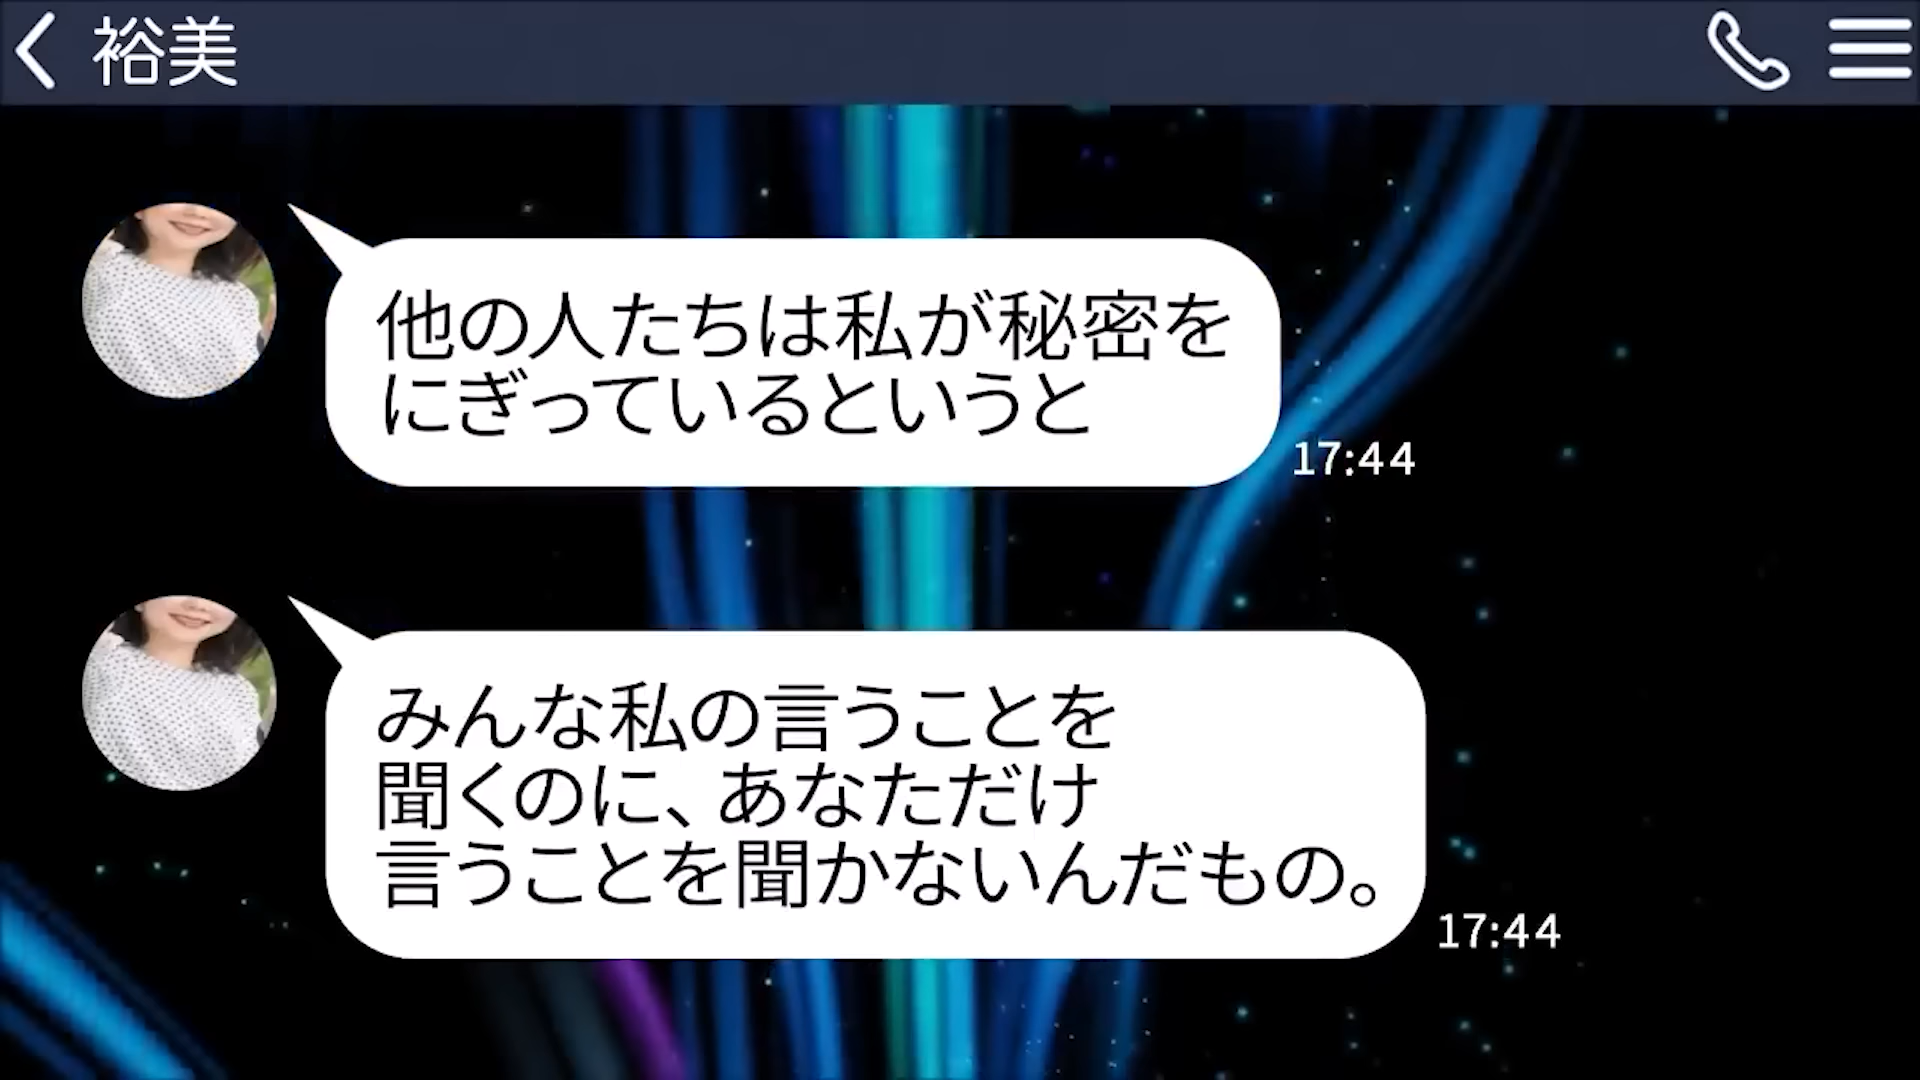 裕美
他の人たちは私が秘密を
にぎっているというと
17:44
みんな私の言うことを
聞くのに、あなただけ
言うことを聞かないんだもの。
17:44